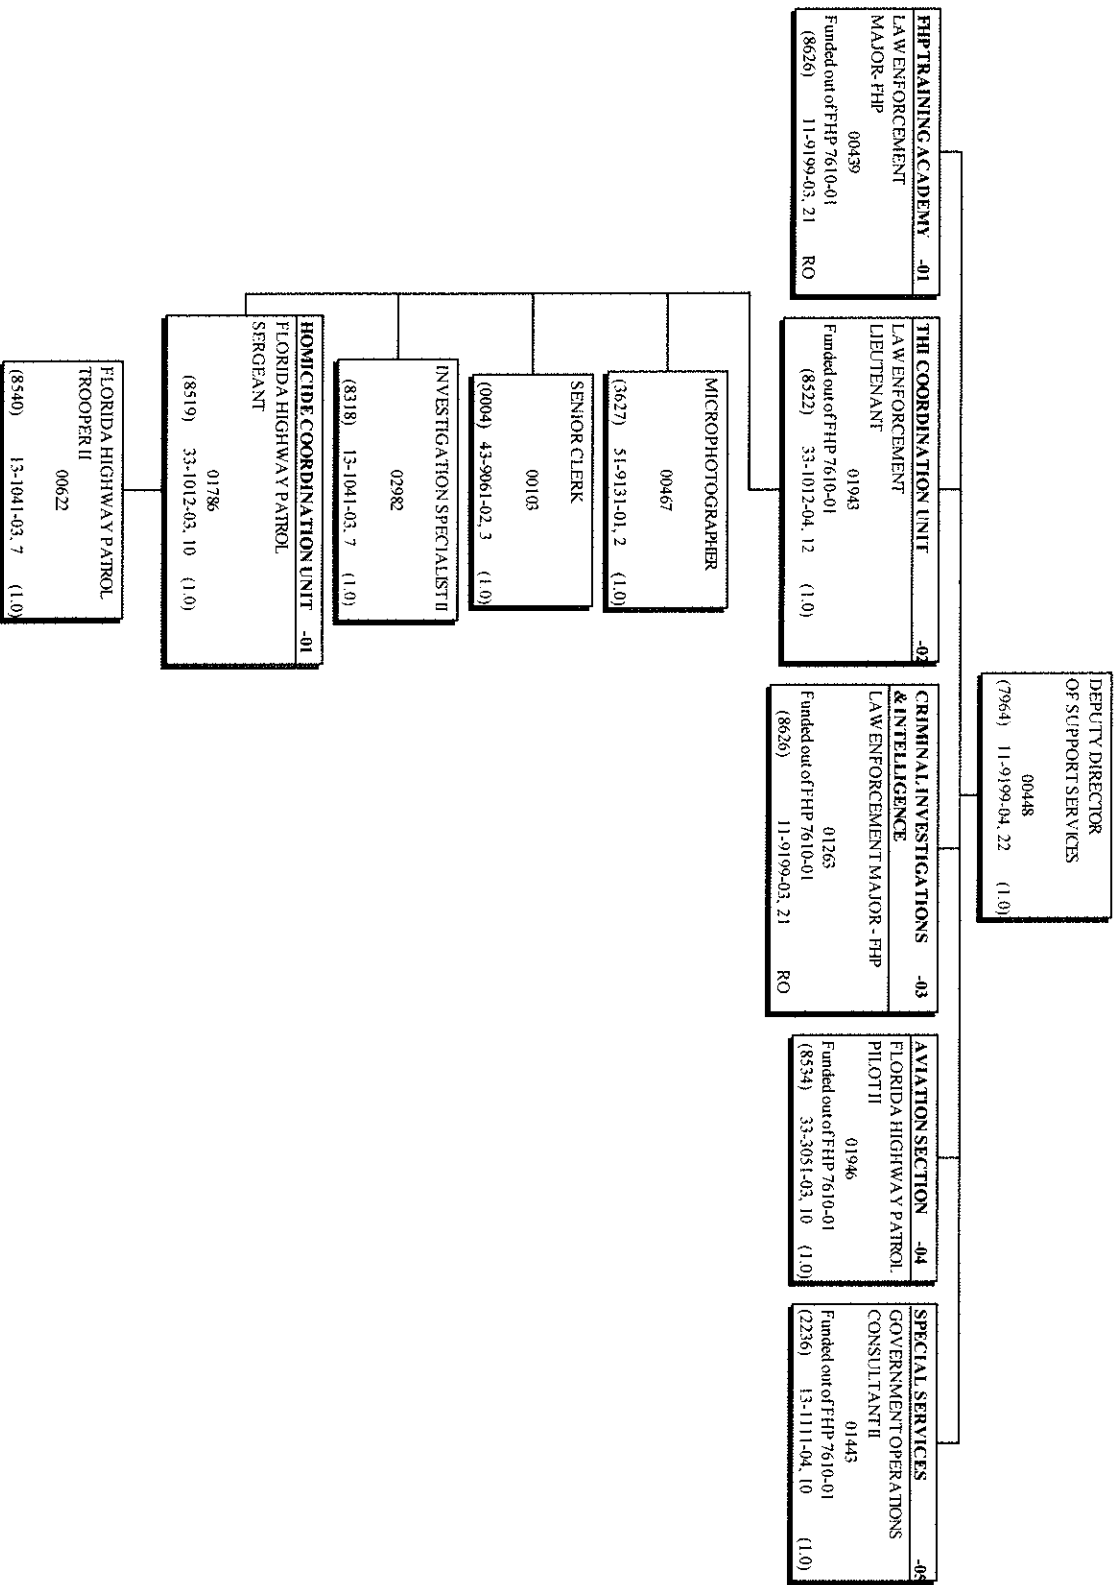 DEPUTY DIRECTOR
OF SUPPORT SERVICES
00448
(7964) 11-9199-04, 22 (1.0)
FHP TRAINING ACADEMY -01
LAW ENFORCEMENT
MAJOR- FHP
00439
Funded out of FHP 7610-01
(8626) 11-9199-03, 21 RO
THI COORDINATION UNIT -02
LAW ENFORCEMENT
LIEUTENANT
01943
Funded out of FHP 7610-01
(8522) 33-1012-04, 12 (1.0)
CRIMINAL INVESTIGATIONS -03
& INTELLIGENCE
LAW ENFORCEMENT MAJOR - FHP
01263
Funded out of FHP 7610-01
(8626) 11-9199-03, 21 RO
AVIATION SECTION -04
FLORIDA HIGHWAY PATROL
PILOT II
01946
Funded out of FHP 7610-01
(8534) 33-3051-03, 10 (1.0)
SPECIAL SERVICES -05
GOVERNMENT OPERATIONS
CONSULTANT II
01443
Funded out of FHP 7610-01
(2236) 13-1111-04, 10 (1.0)
MICROPHOTOGRAPHER
00467
(3627) 51-9131-01, 2 (1.0)
SENIOR CLERK
00103
(0004) 43-9061-02, 3 (1.0)
INVESTIGATION SPECIALIST II
02982
(8318) 13-1041-03, 7 (1.0)
HOMICIDE COORDINATION UNIT -01
FLORIDA HIGHWAY PATROL
SERGEANT
01786
(8519) 33-1012-03, 10 (1.0)
FLORIDA HIGHWAY PATROL
TROOPER II
00622
(8540) 13-1041-03, 7 (1.0)